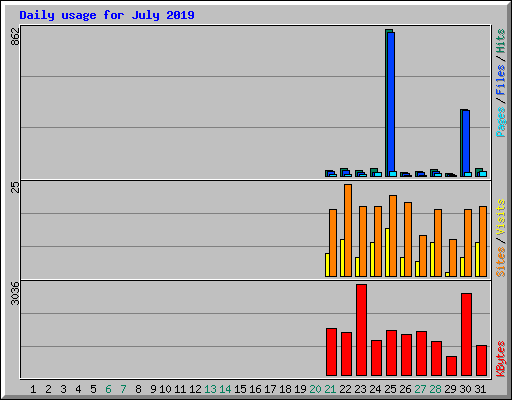 Daily usage for July 2019
862
Pages/Files/Hits
25
Sites/Visits
3036
KBytes
1 2 3 4 5 6 7 8 9 10 11 12 13 14 15 16 17 18 19 20 21 22 23 24 25 26 27 28 29 30 31